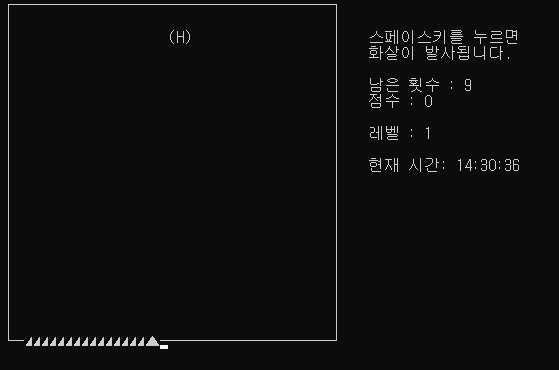 (H)
스페이스키를 누르면
화살이 발사됩니다.
남은 횟수 : 9
점수 : 0
레벨 : 1
현재 시간: 14:30:36